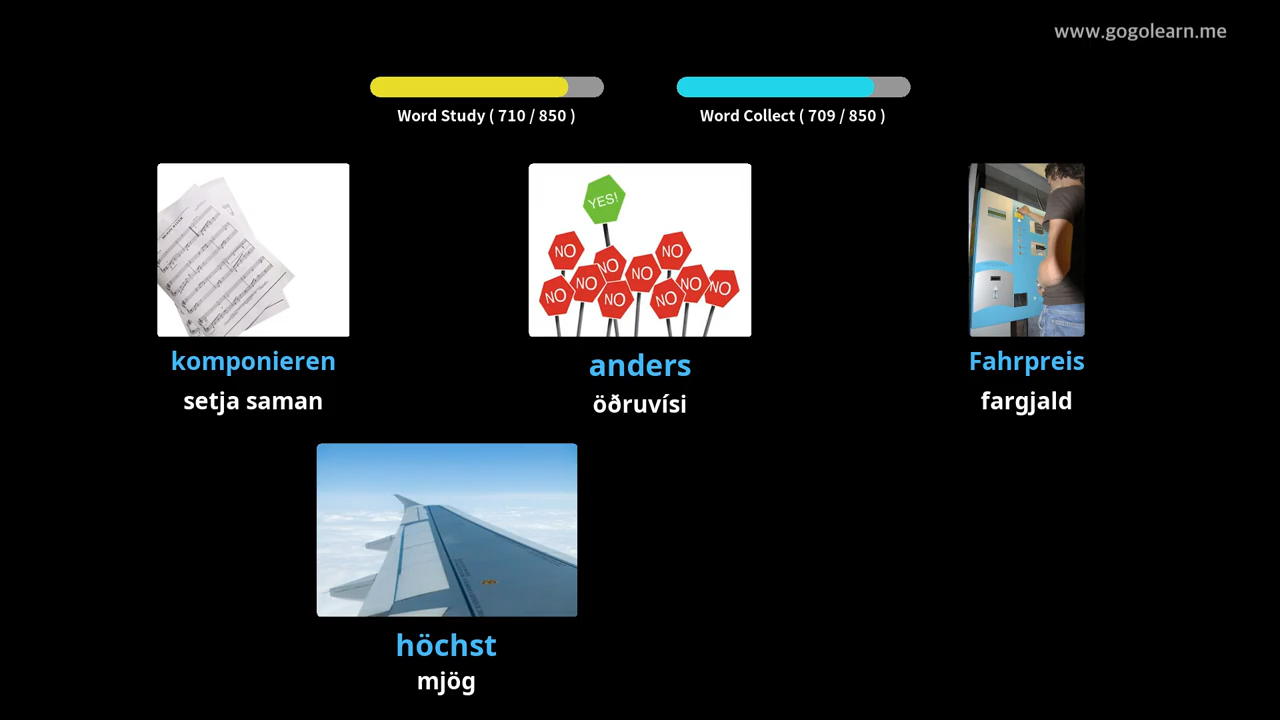 www.gogolearn.me
Word Study ( 710 / 850 )
Word Collect ( 709 / 850 )
YES!
NO
NO
NO
NO
NO
NO
NO
NO
NO
NO
komponieren
anders
Fahrpreis
setja saman
öðruvísi
fargjald
höchst
mjög